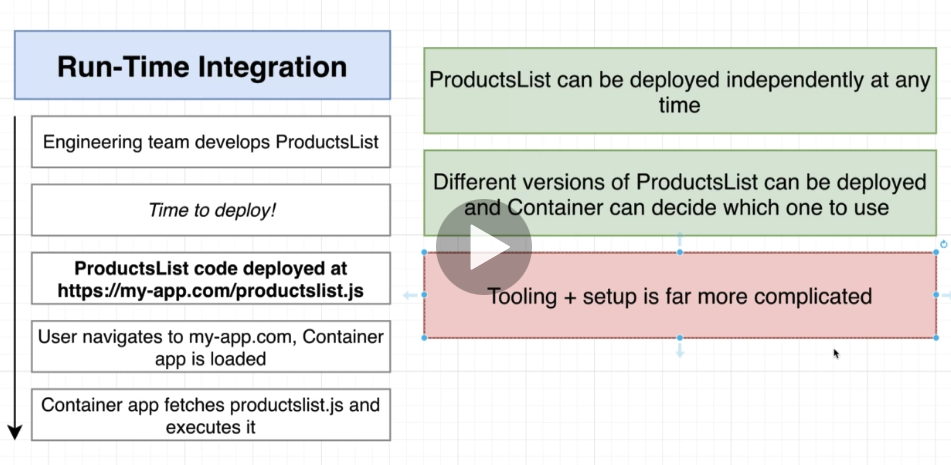 Run-Time Integration
Engineering team develops ProductsList
Time to deploy!
ProductsList code deployed at
https://my-app.com/productslist.js
User navigates to my-app.com, Container
app is loaded
Container app fetches productslist.js and
executes it
ProductsList can be deployed independently at any
time
Different versions of ProductsList can be deployed
and Container can decide which one to use
Tooling + setup is far more complicated